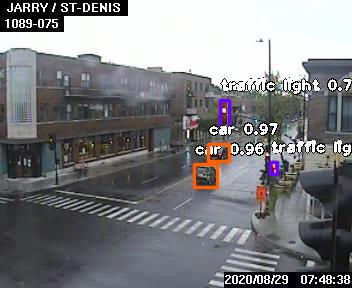 JARRY / ST-DENIS
1089-075
traffic light 0.7
car 0.97
car 0.96 traffic lig
2020/08/29 07:48:38